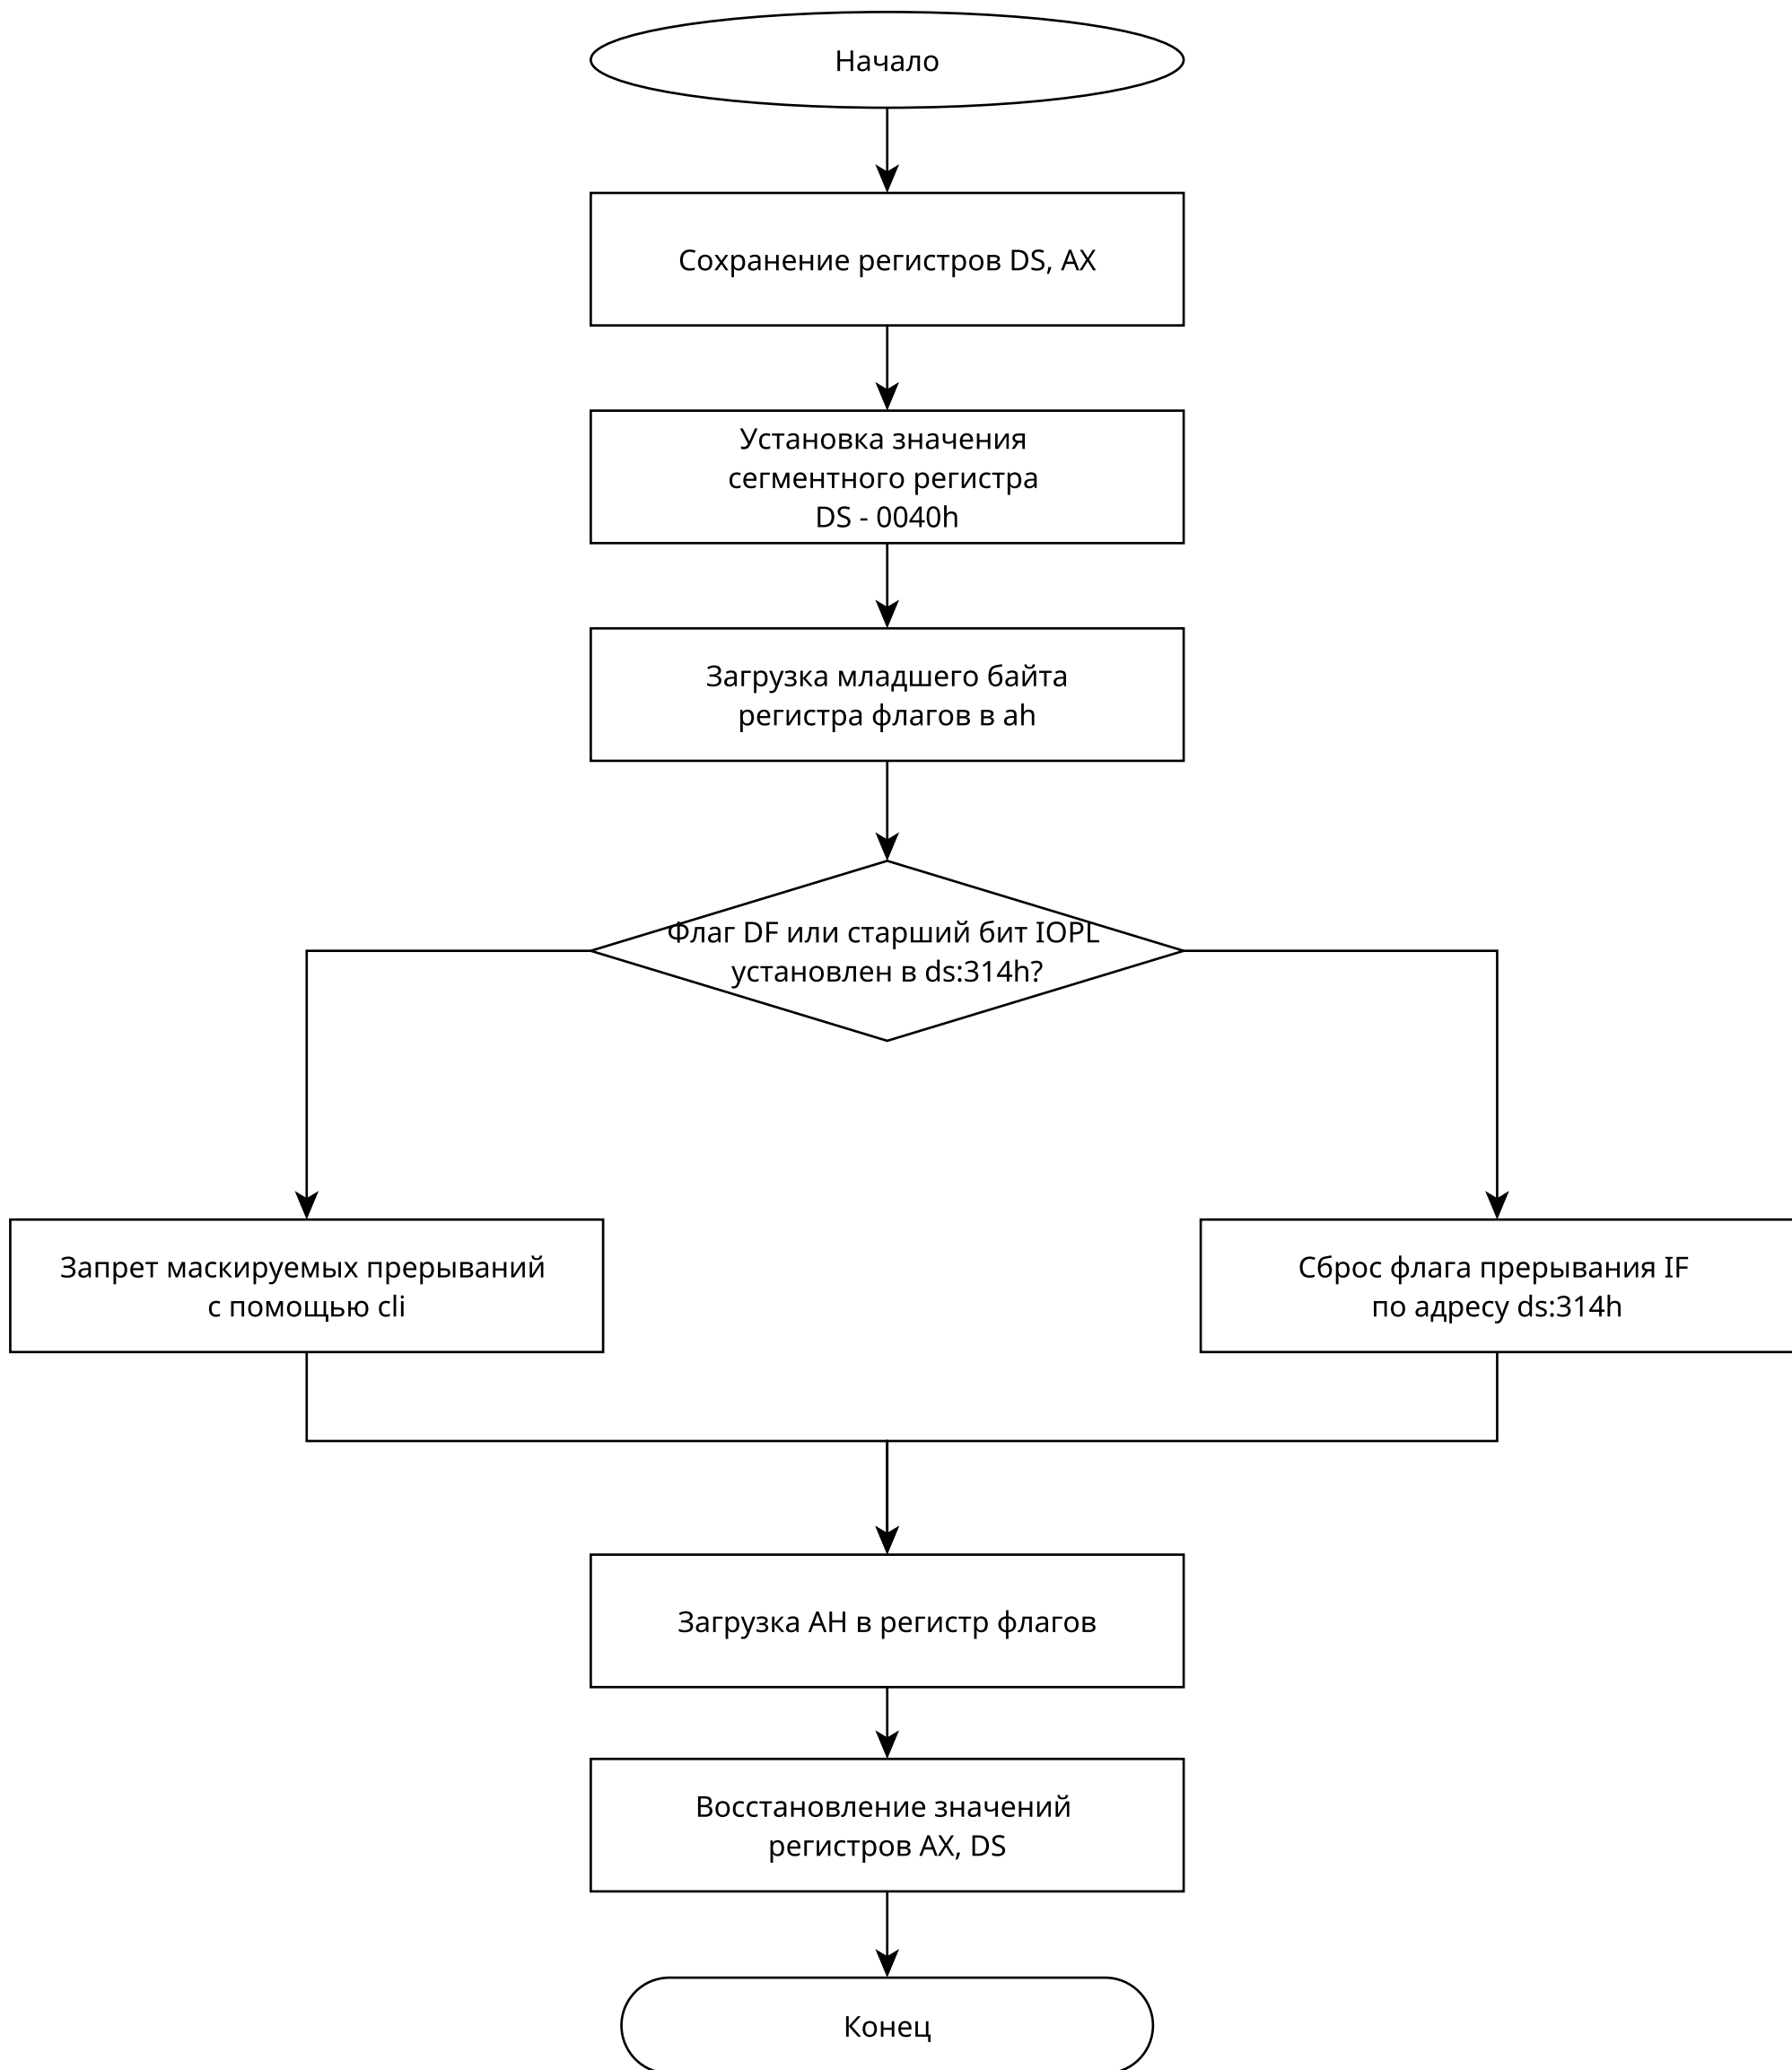 Начало
Сохранение регистров DS, AX
Установка значения
сегментного регистра
DS - 0040h
Загрузка младшего байта
регистра флагов в ah
Флаг DF или старший бит IOPL
установлен в ds:314h?
Запрет маскируемых прерываний
с помощью cli
Сброс флага прерывания IF
по адресу ds:314h
Загрузка AH в регистр флагов
Восстановление значений
регистров AX, DS
Конец